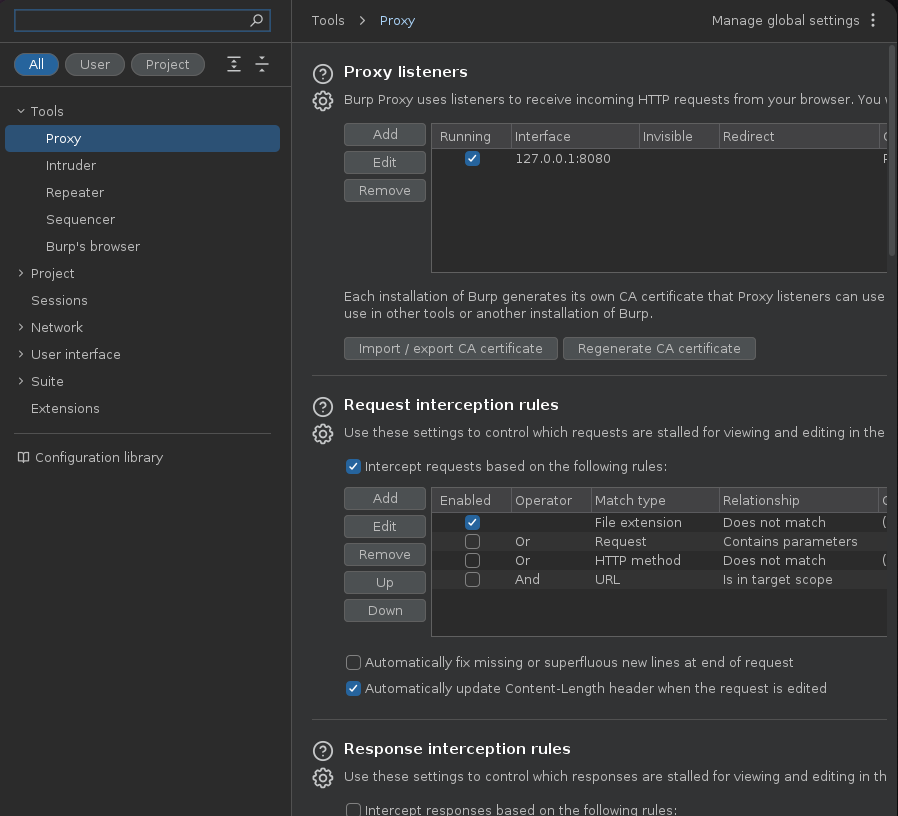 Tools > Proxy
Manage global settings
All User Project
Tools
Proxy
Intruder
Repeater
Sequencer
Burp's browser
Project
Sessions
Network
User interface
Suite
Extensions
Configuration library
Proxy listeners
Burp Proxy uses listeners to receive incoming HTTP requests from your browser. You
Add
Edit
Remove
Running Interface Invisible Redirect
127.0.0.1:8080
Each installation of Burp generates its own CA certificate that Proxy listeners can use
use in other tools or another installation of Burp.
Import / export CA certificate Regenerate CA certificate
Request interception rules
Use these settings to control which requests are stalled for viewing and editing in the
Intercept requests based on the following rules:
Add
Edit
Remove
Up
Down
Enabled Operator Match type Relationship
File extension Does not match (
Or Request Contains parameters
Or HTTP method Does not match (
And URL Is in target scope
Automatically fix missing or superfluous new lines at end of request
Automatically update Content-Length header when the request is edited
Response interception rules
Use these settings to control which responses are stalled for viewing and editing in th
Intercept responses based on the following rules: